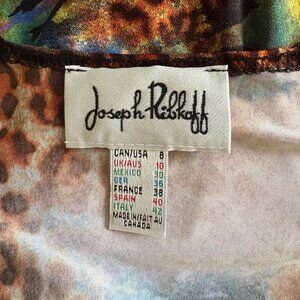 Joseph Ribkoff
CAN/USA 8
UK/AUS 10
MEXICO 30
GER 36
FRANCE 38
SPAIN 40
ITALY 42
MADE IN/FAIT AU
CANADA